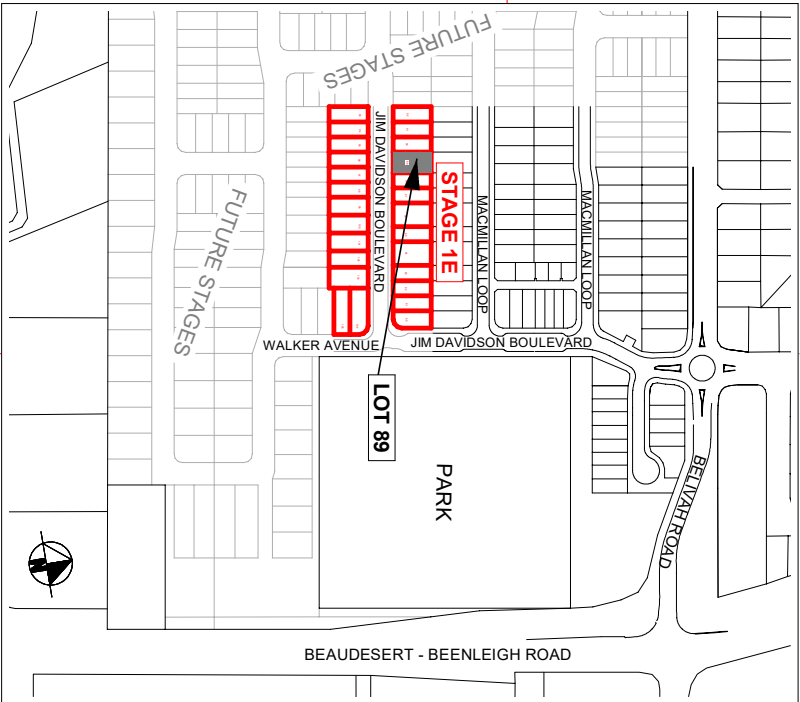 FUTURE STAGES
JIM DAVIDSON BOULEVARD
STAGE 1E
MACMILLAN LOOP
MACMILLAN LOOP
FUTURE STAGES
WALKER AVENUE
JIM DAVIDSON BOULEVARD
LOT 89
PARK
BELIVAH ROAD
N
BEAUDESERT - BEENLEIGH ROAD